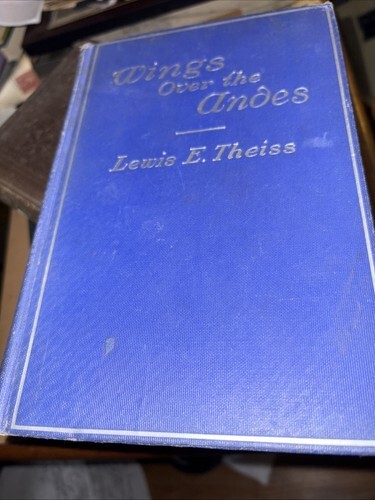 Wings
Over the
Andes
Lewis E. Theiss